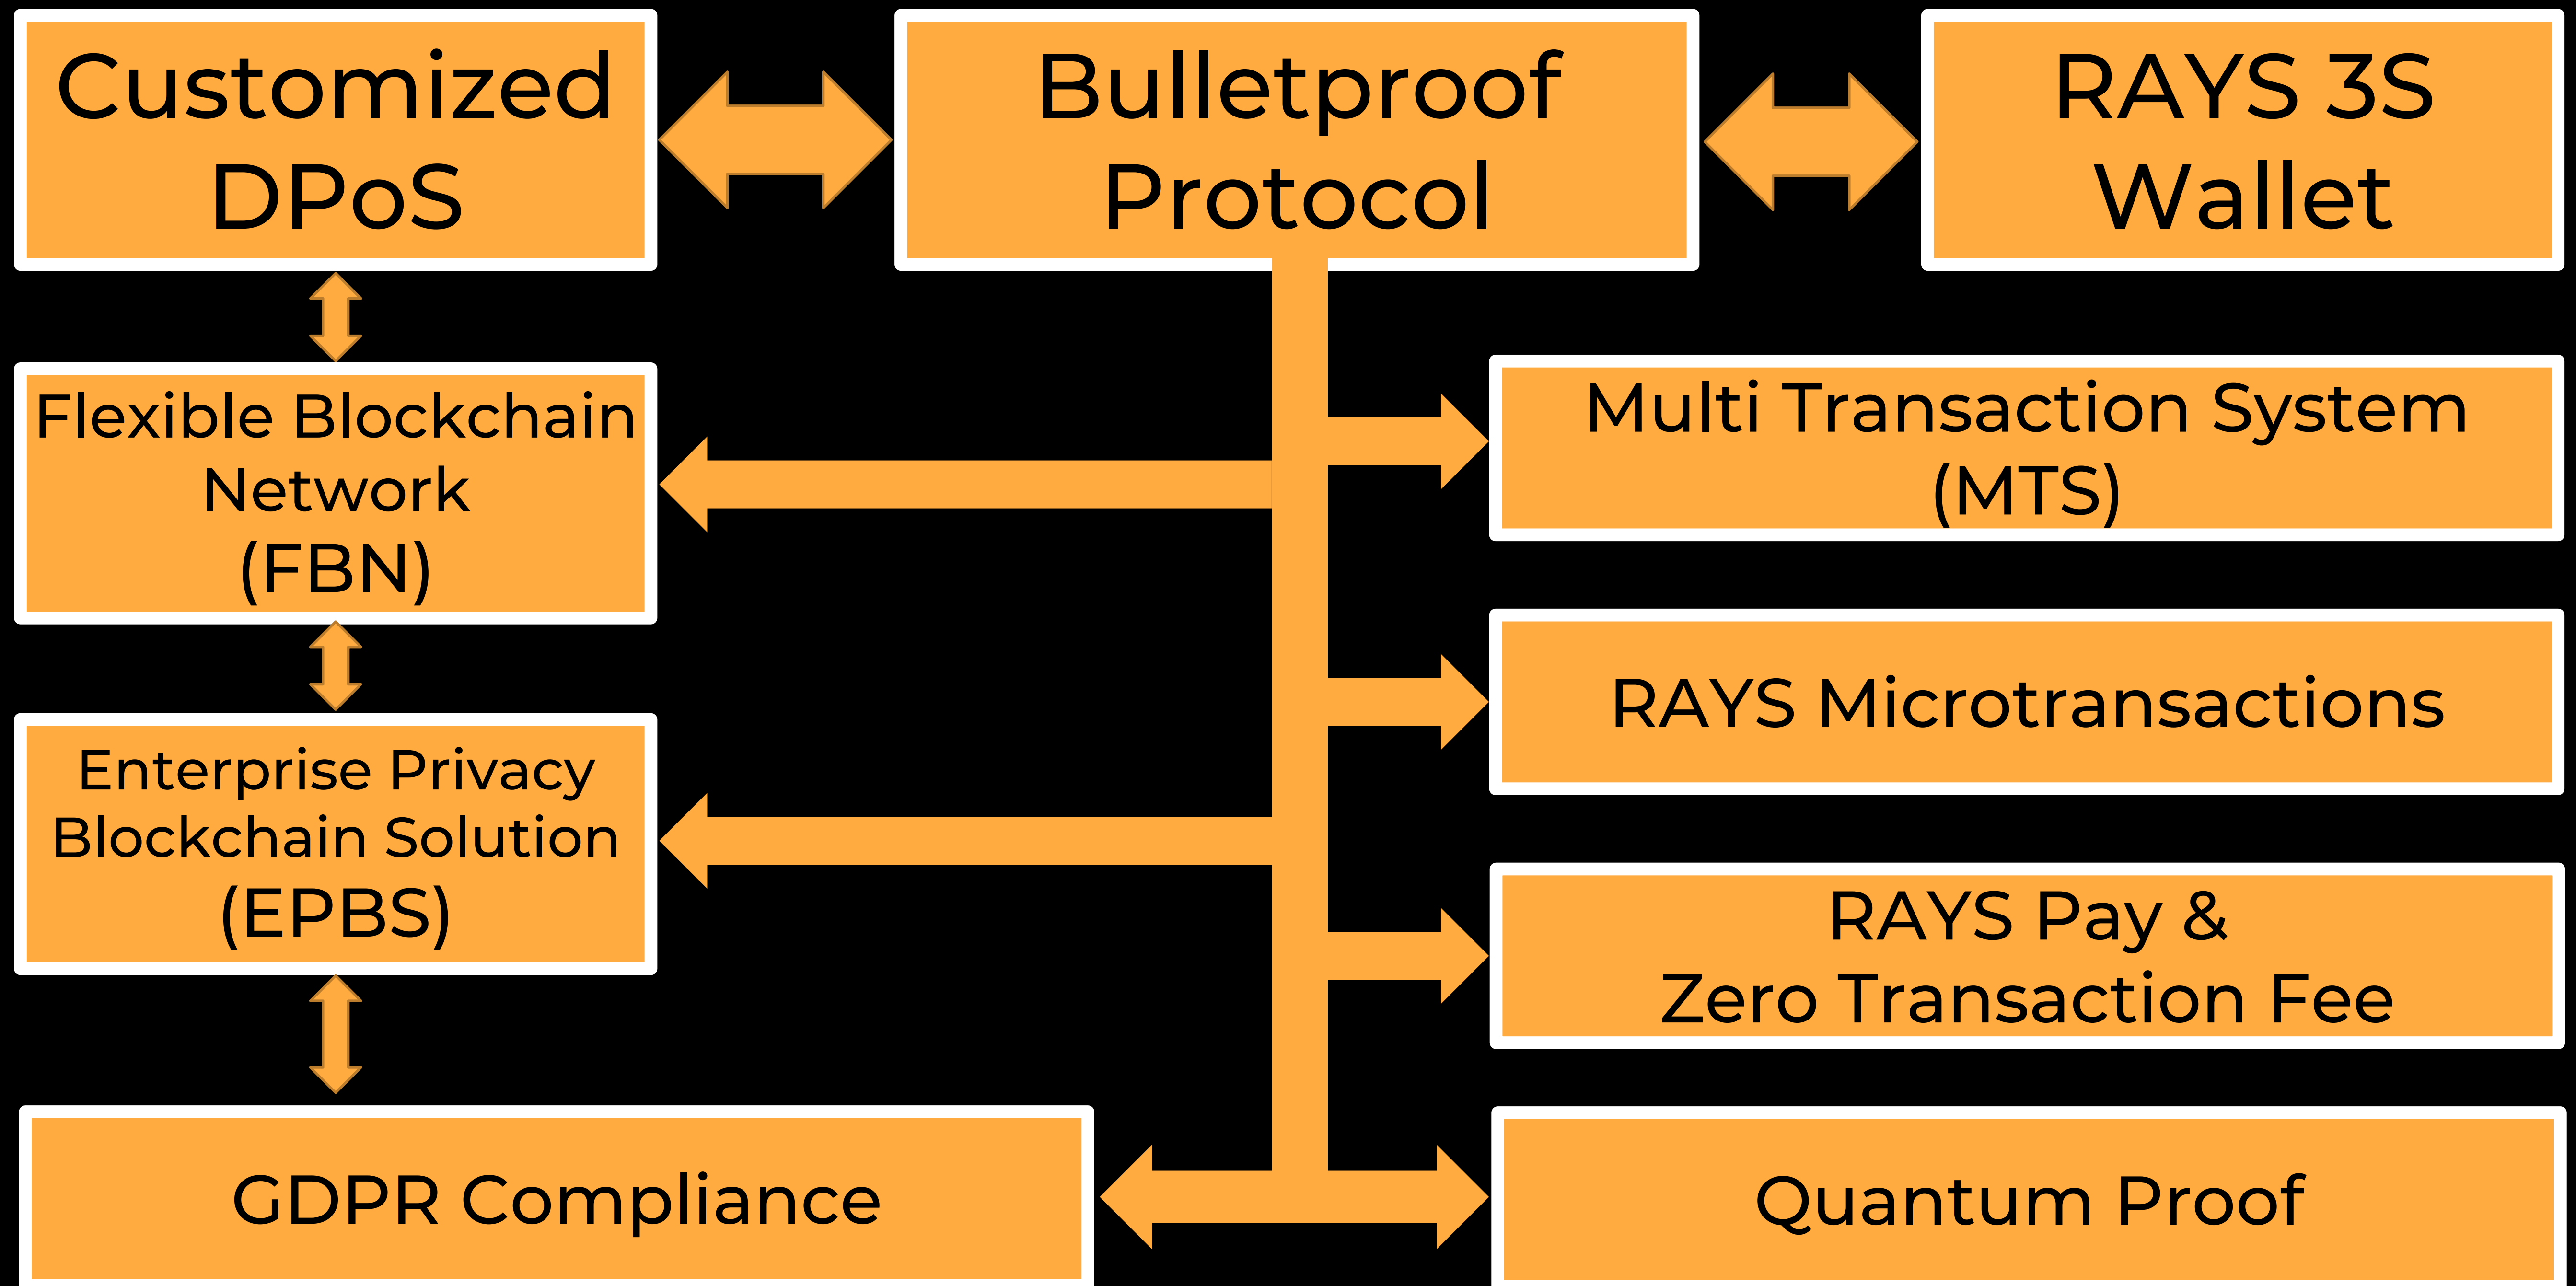 Customized
DPoS
Bulletproof
Protocol
RAYS 3S
Wallet
Flexible Blockchain
Network
(FBN)
Multi Transaction System
(MTS)
RAYS Microtransactions
Enterprise Privacy
Blockchain Solution
(EPBS)
RAYS Pay &
Zero Transaction Fee
GDPR Compliance
Quantum Proof